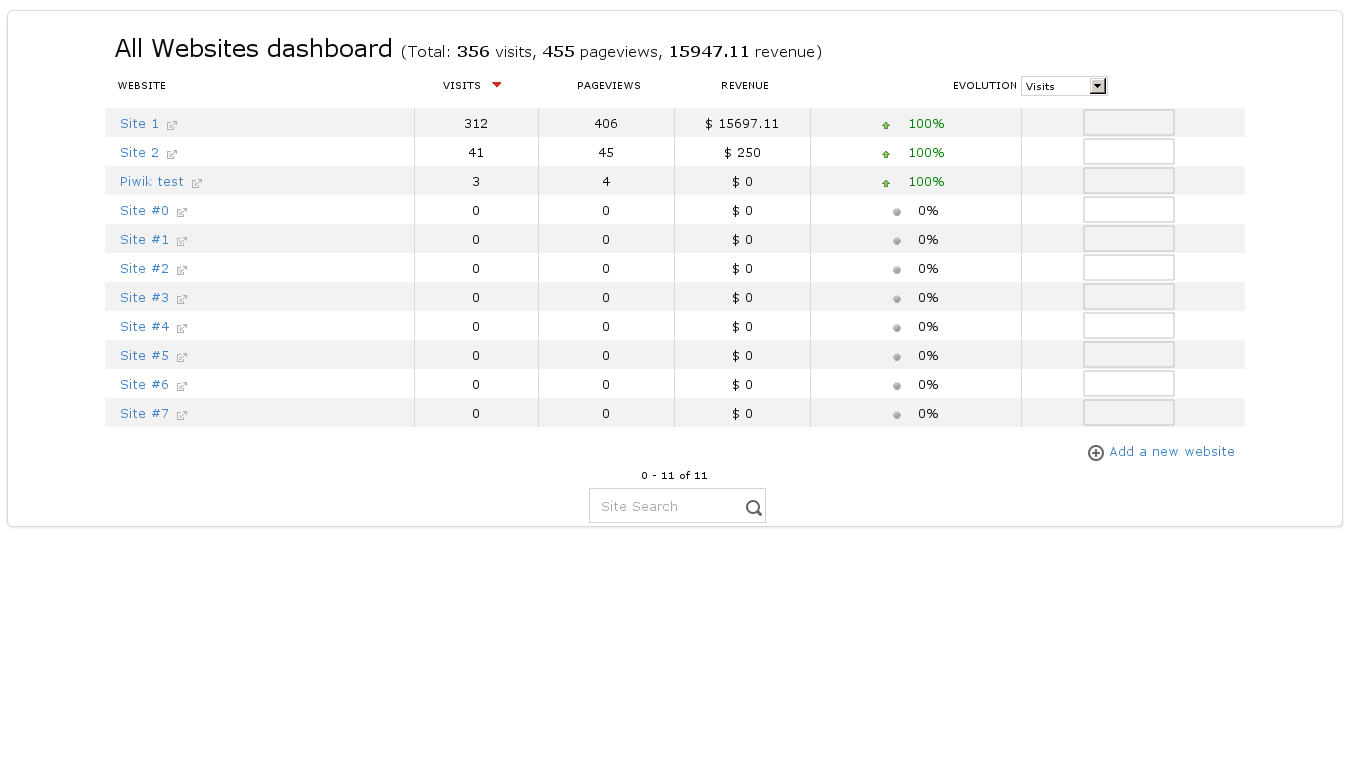 All Websites dashboard (Total: 356 visits, 455 pageviews, 15947.11 revenue)
WEBSITE VISITS PAGEVIEWS REVENUE EVOLUTION Visits
Site 1 312 406 $ 15697.11 100%
Site 2 41 45 $ 250 100%
Piwik test 3 4 $ 0 100%
Site #0 0 0 $ 0 0%
Site #1 0 0 $ 0 0%
Site #2 0 0 $ 0 0%
Site #3 0 0 $ 0 0%
Site #4 0 0 $ 0 0%
Site #5 0 0 $ 0 0%
Site #6 0 0 $ 0 0%
Site #7 0 0 $ 0 0%
Add a new website
0 - 11 of 11
Site Search